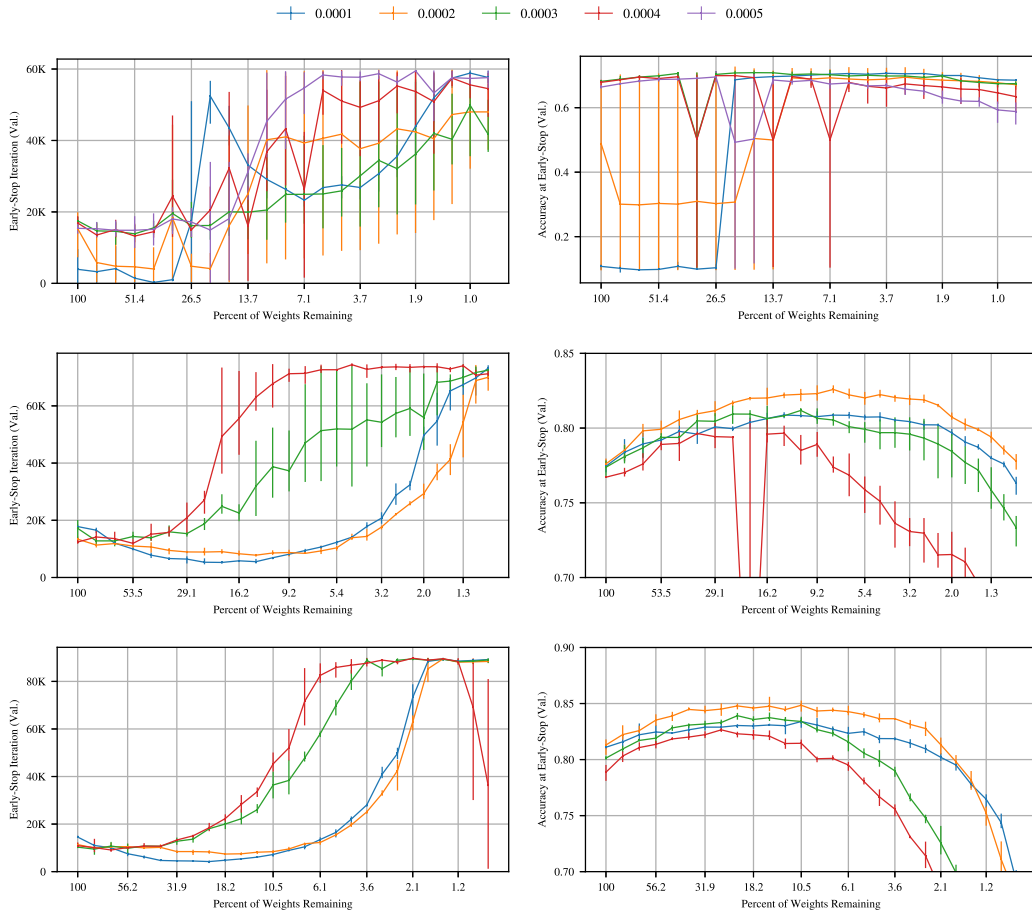 0.0001 0.0002 0.0003 0.0004 0.0005
60K
40K
20K
0
Early-Stop Iteration (Val.)
100 51.4 26.5 13.7 7.1 3.7 1.9 1.0
Percent of Weights Remaining
0.6
0.4
0.2
Accuracy at Early-Stop (Val.)
100 51.4 26.5 13.7 7.1 3.7 1.9 1.0
Percent of Weights Remaining
60K
40K
20K
0
Early-Stop Iteration (Val.)
100 53.5 29.1 16.2 9.2 5.4 3.2 2.0 1.3
Percent of Weights Remaining
0.85
0.80
0.75
0.70
Accuracy at Early-Stop (Val.)
100 53.5 29.1 16.2 9.2 5.4 3.2 2.0 1.3
Percent of Weights Remaining
80K
60K
40K
20K
0
Early-Stop Iteration (Val.)
100 56.2 31.9 18.2 10.5 6.1 3.6 2.1 1.2
Percent of Weights Remaining
0.90
0.85
0.80
0.75
0.70
Accuracy at Early-Stop (Val.)
100 56.2 31.9 18.2 10.5 6.1 3.6 2.1 1.2
Percent of Weights Remaining